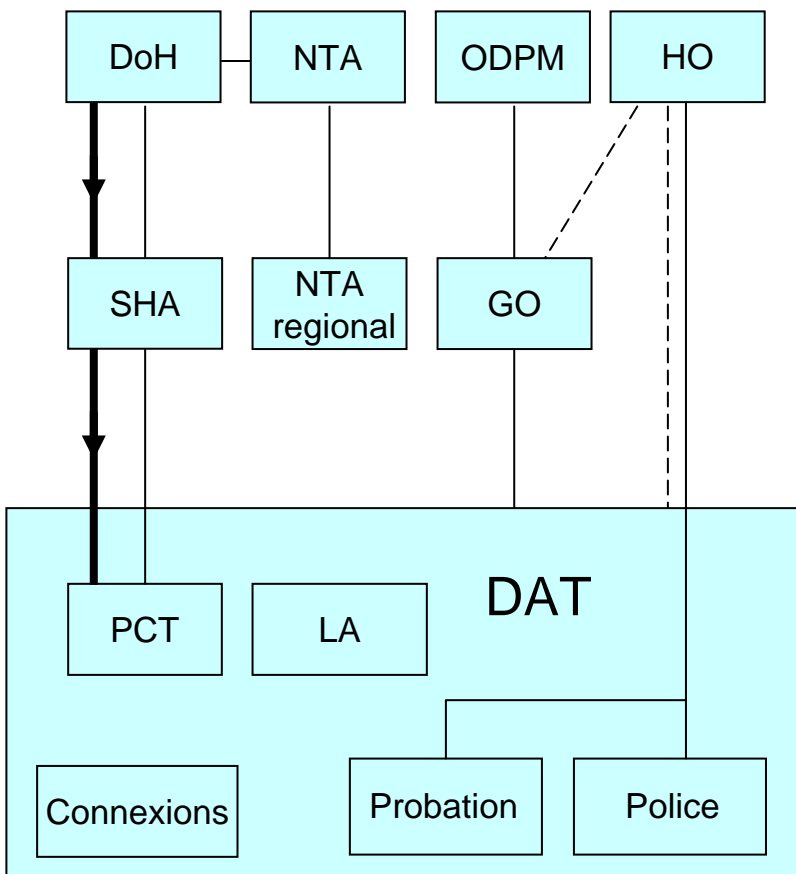 DoH
NTA
ODPM
HO
SHA
NTA
regional
GO
DAT
PCT
LA
Connexions
Probation
Police